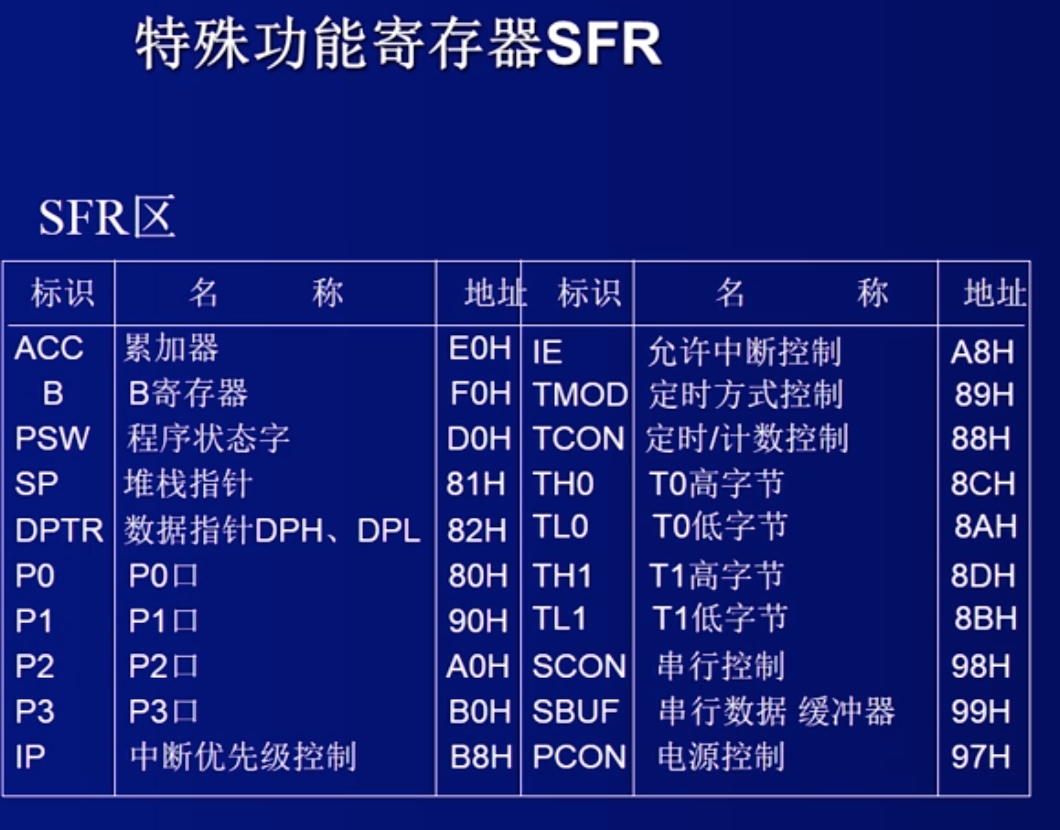 特殊功能寄存器SFR
SFR区
标识 名 称 地址 标识 名 称 地址
ACC 累加器 E0H IE 允许中断控制 A8H
B B寄存器 F0H TMOD 定时方式控制 89H
PSW 程序状态字 D0H TCON 定时/计数控制 88H
SP 堆栈指针 81H TH0 T0高字节 8CH
DPTR 数据指针DPH、DPL 82H TL0 T0低字节 8AH
P0 P0口 80H TH1 T1高字节 8DH
P1 P1口 90H TL1 T1低字节 8BH
P2 P2口 A0H SCON 串行控制 98H
P3 P3口 B0H SBUF 串行数据 缓冲器 99H
IP 中断优先级控制 B8H PCON 电源控制 97H